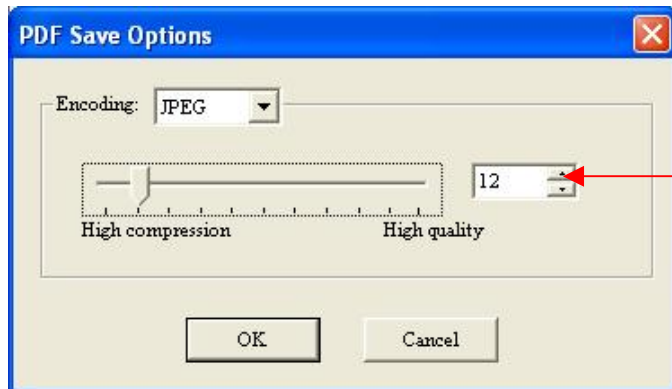 PDF Save Options
Encoding: JPEG
12
High compression High quality
OK Cancel